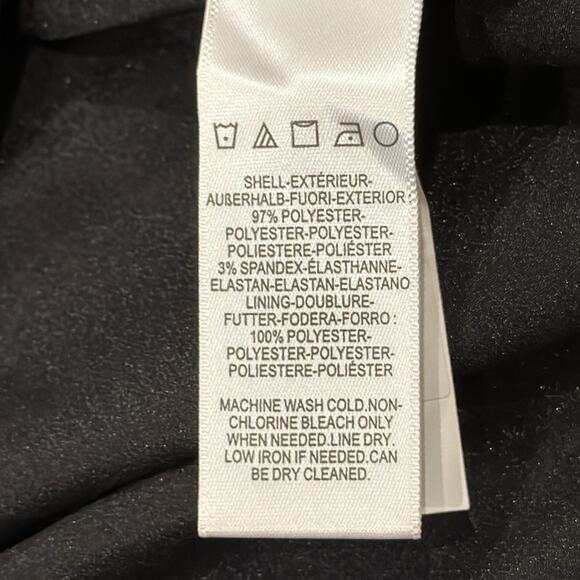 SHELL-EXTÉRIEUR-
AUßERHALB-FUORI-EXTERIOR:
97% POLYESTER-
POLYESTER-POLYESTER-
POLIESTERE-POLIÉSTER
3% SPANDEX-ÉLASTHANNE-
ELASTAN-ELASTAN-ELASTANO
LINING-DOUBLURE-
FUTTER-FODERA-FORRO:
100% POLYESTER-
POLYESTER-POLYESTER-
POLIESTERE-POLIÉSTER
MACHINE WASH COLD.NON-
CHLORINE BLEACH ONLY
WHEN NEEDED.LINE DRY.
LOW IRON IF NEEDED.CAN
BE DRY CLEANED.